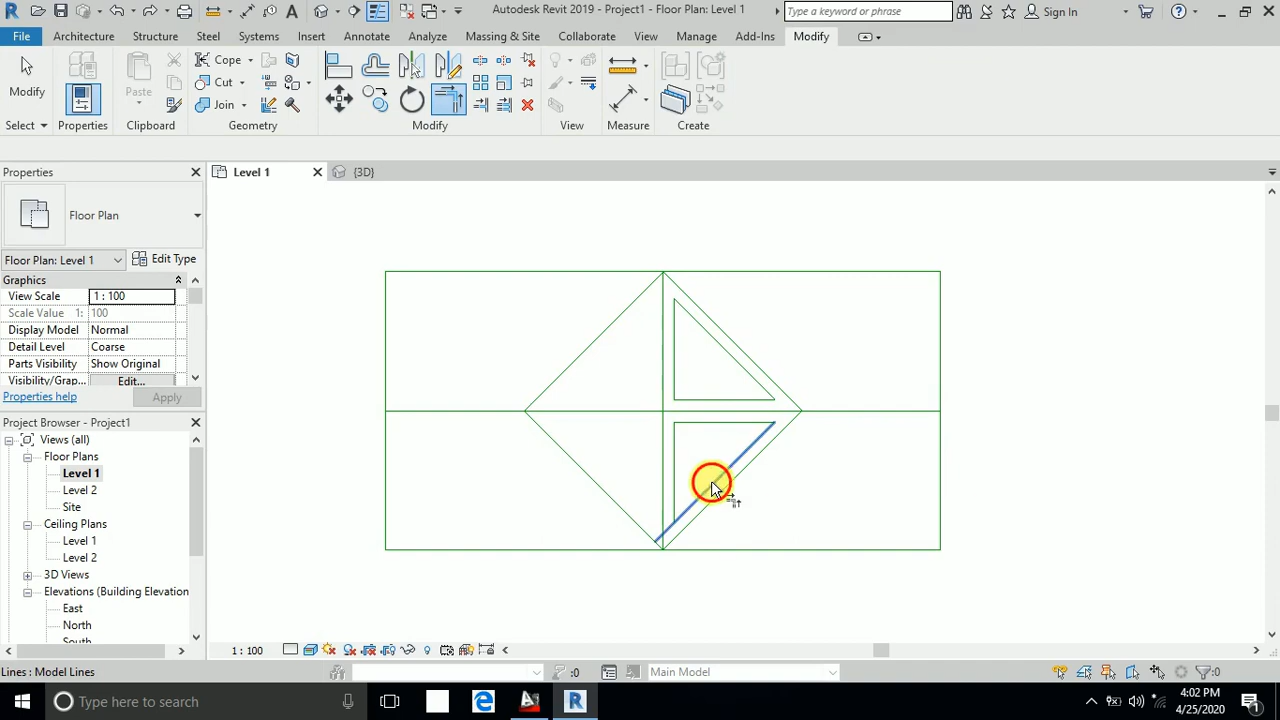 Autodesk Revit 2019 - Project1 - Floor Plan: Level 1
Type a keyword or phrase
Sign In
File
Architecture
Structure
Steel
Systems
Insert
Annotate
Analyze
Massing & Site
Collaborate
View
Manage
Add-Ins
Modify
Modify
Paste
Cope
Cut
Join
Select
Properties
Clipboard
Geometry
Modify
View
Measure
Create
Properties
Level 1
{3D}
Floor Plan
Floor Plan: Level 1
Edit Type
Graphics
View Scale
1 : 100
Scale Value 1:
100
Display Model
Normal
Detail Level
Coarse
Parts Visibility
Show Original
Visibility/Grap...
Edit...
Properties help
Apply
Project Browser - Project1
Views (all)
Floor Plans
Level 1
Level 2
Site
Ceiling Plans
Level 1
Level 2
3D Views
Elevations (Building Elevation
East
North
South
1 : 100
Lines : Model Lines
:0
Main Model
:0
Type here to search
4:02 PM
4/25/2020